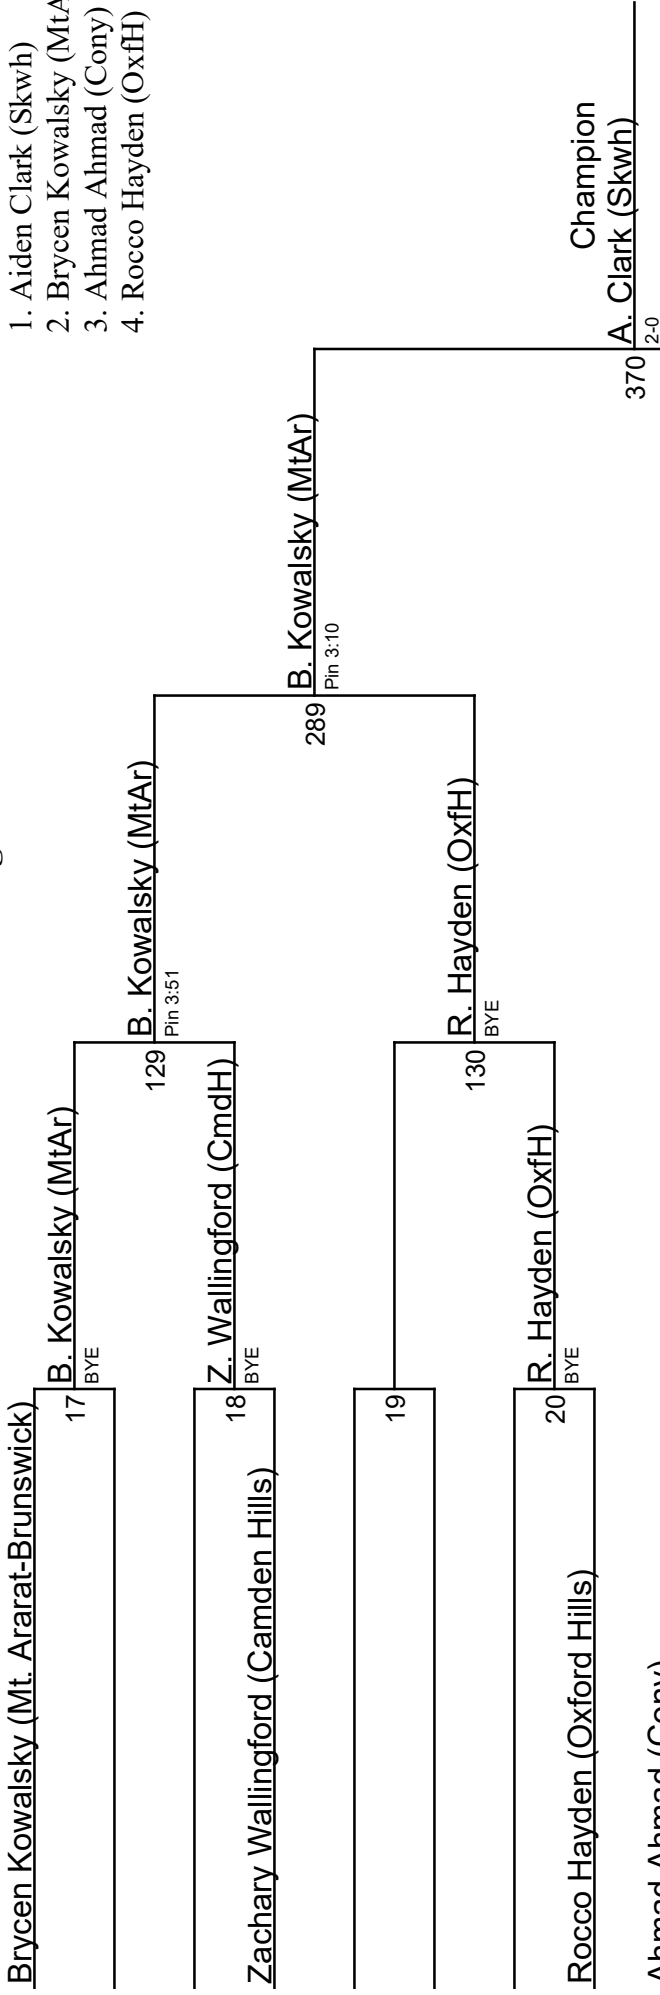 1. Aiden Clark (Skwh)
2. Brycen Kowalsky (MtA
3. Ahmad Ahmad (Cony)
4. Rocco Hayden (OxfH)
Brycen Kowalsky (Mt. Ararat-Brunswick)
17
B. Kowalsky (MtAr)
BYE
Zachary Wallingford (Camden Hills)
18
Z. Wallingford (CmdH)
BYE
129
B. Kowalsky (MtAr)
Pin 3:51
19
Rocco Hayden (Oxford Hills)
20
R. Hayden (OxfH)
BYE
130
R. Hayden (OxfH)
BYE
289
B. Kowalsky (MtAr)
Pin 3:10
Champion
370
A. Clark (Skwh)
2-0
Ahmad Ahmad (Cony)